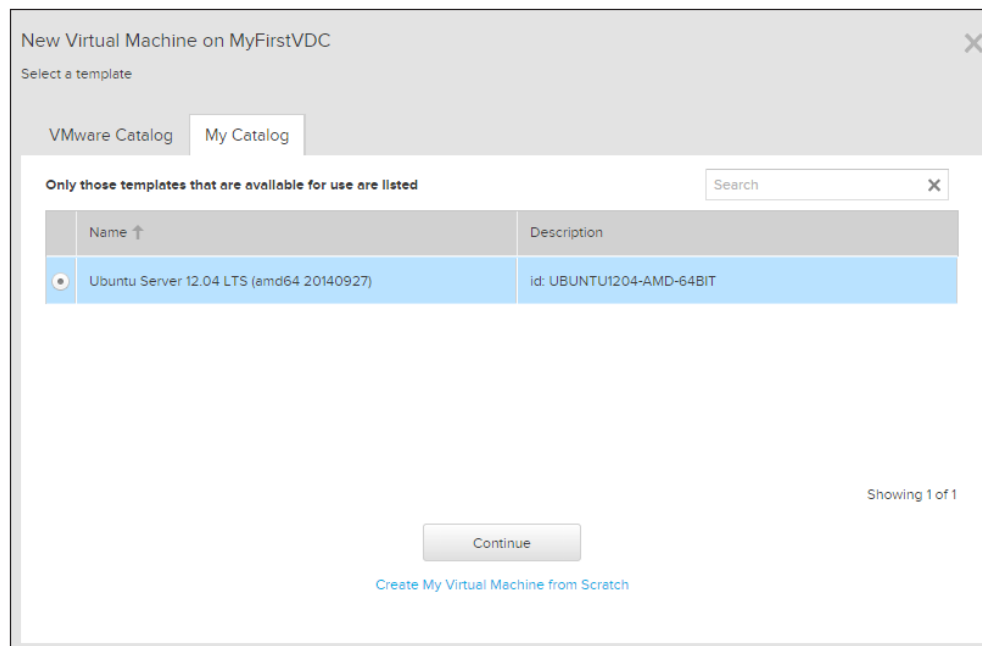 New Virtual Machine on MyFirstVDC
Select a template
VMware Catalog My Catalog
Only those templates that are available for use are listed Search
Name Description
Ubuntu Server 12.04 LTS (amd64 20140927) id: UBUNTU1204-AMD-64BIT
Showing 1 of 1
Continue
Create My Virtual Machine from Scratch